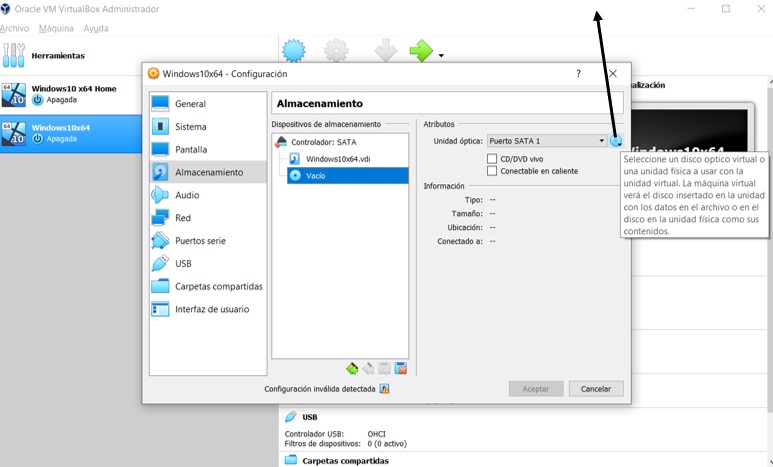 Oracle VM VirtualBox Administrador
Archivo Máquina Ayuda
Herramientas
64
10
Windows10 x64 Home
Apagada
64
10
Windows10x64
Apagada
Windows10x64 - Configuración
?
General
Sistema
Pantalla
Almacenamiento
Audio
Red
Puertos serie
USB
Carpetas compartidas
Interfaz de usuario
Almacenamiento
Dispositivos de almacenamiento
Controlador: SATA
Windows10x64.vdi
Vacío
Atributos
Unidad óptica: Puerto SATA 1
CD/DVD vivo
Conectable en caliente
Información
Tipo: --
Tamaño: --
Ubicación: --
Conectado a: --
Configuración inválida detectada
Aceptar
Cancelar
Seleccione un disco optico virtual o
una unidad física a usar con la
unidad virtual. La máquina virtual
verá el disco insertado en la unidad
con los datos en el archivo o en el
disco en la unidad física como sus
contenidos.
USB
Controlador USB: OHCI
Filtros de dispositivos: 0 (0 activo)
Carpetas compartidas